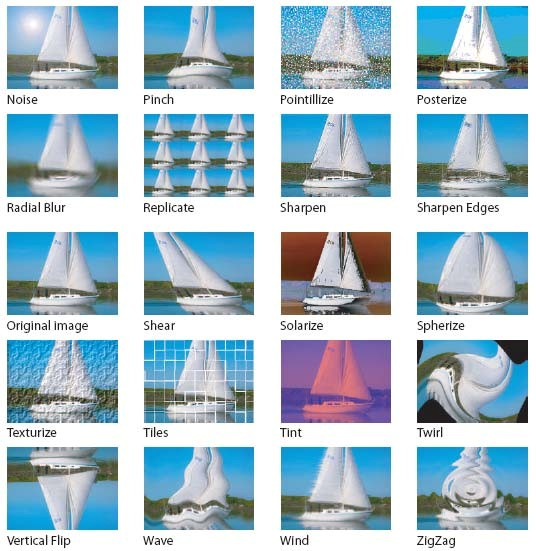 Noise
Pinch
Pointillize
Posterize
Radial Blur
Replicate
Sharpen
Sharpen Edges
Original image
Shear
Solarize
Spherize
Texturize
Tiles
Tint
Twirl
Vertical Flip
Wave
Wind
ZigZag